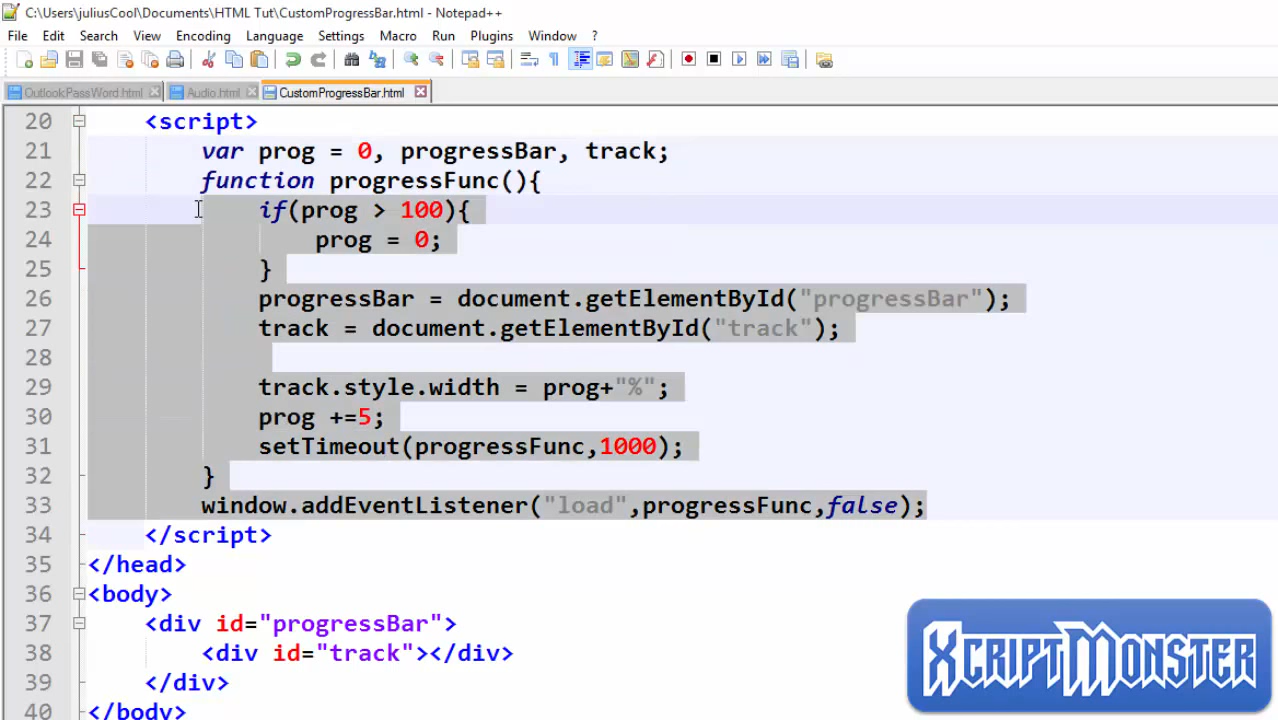 C:\Users\juliusCool\Documents\HTML Tut\CustomProgressBar.html - Notepad++
File Edit Search View Encoding Language Settings Macro Run Plugins Window ?
OutlookPassWord.html Audio.html CustomProgressBar.html
20 <script>
21 var prog = 0, progressBar, track;
22 function progressFunc(){
23 if(prog > 100){
24 prog = 0;
25 }
26 progressBar = document.getElementById("progressBar");
27 track = document.getElementById("track");
28
29 track.style.width = prog+"%";
30 prog +=5;
31 setTimeout(progressFunc,1000);
32 }
33 window.addEventListener("load",progressFunc,false);
34 </script>
35 </head>
36 <body>
37 <div id="progressBar">
38 <div id="track"></div>
39 </div>
40 </body>
XCRIPTMONSTER